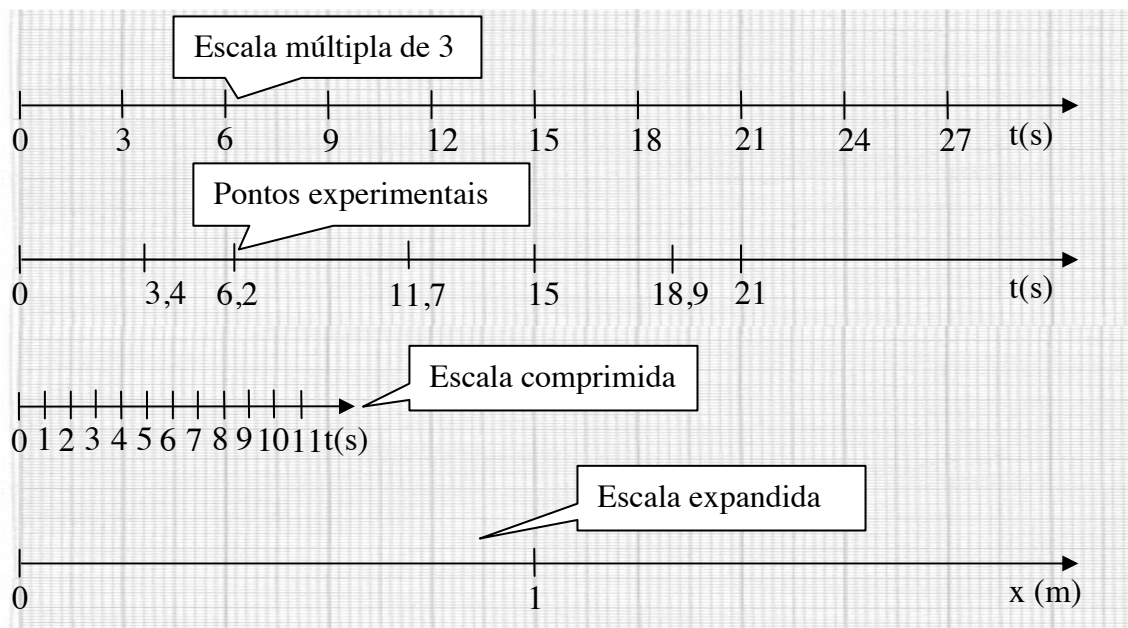 Escala múltipla de 3
0 3 6 9 12 15 18 21 24 27 t(s)
Pontos experimentais
0 3,4 6,2 11,7 15 18,9 21 t(s)
Escala comprimida
0 1 2 3 4 5 6 7 8 9 10 11 t(s)
Escala expandida
0 1 x (m)